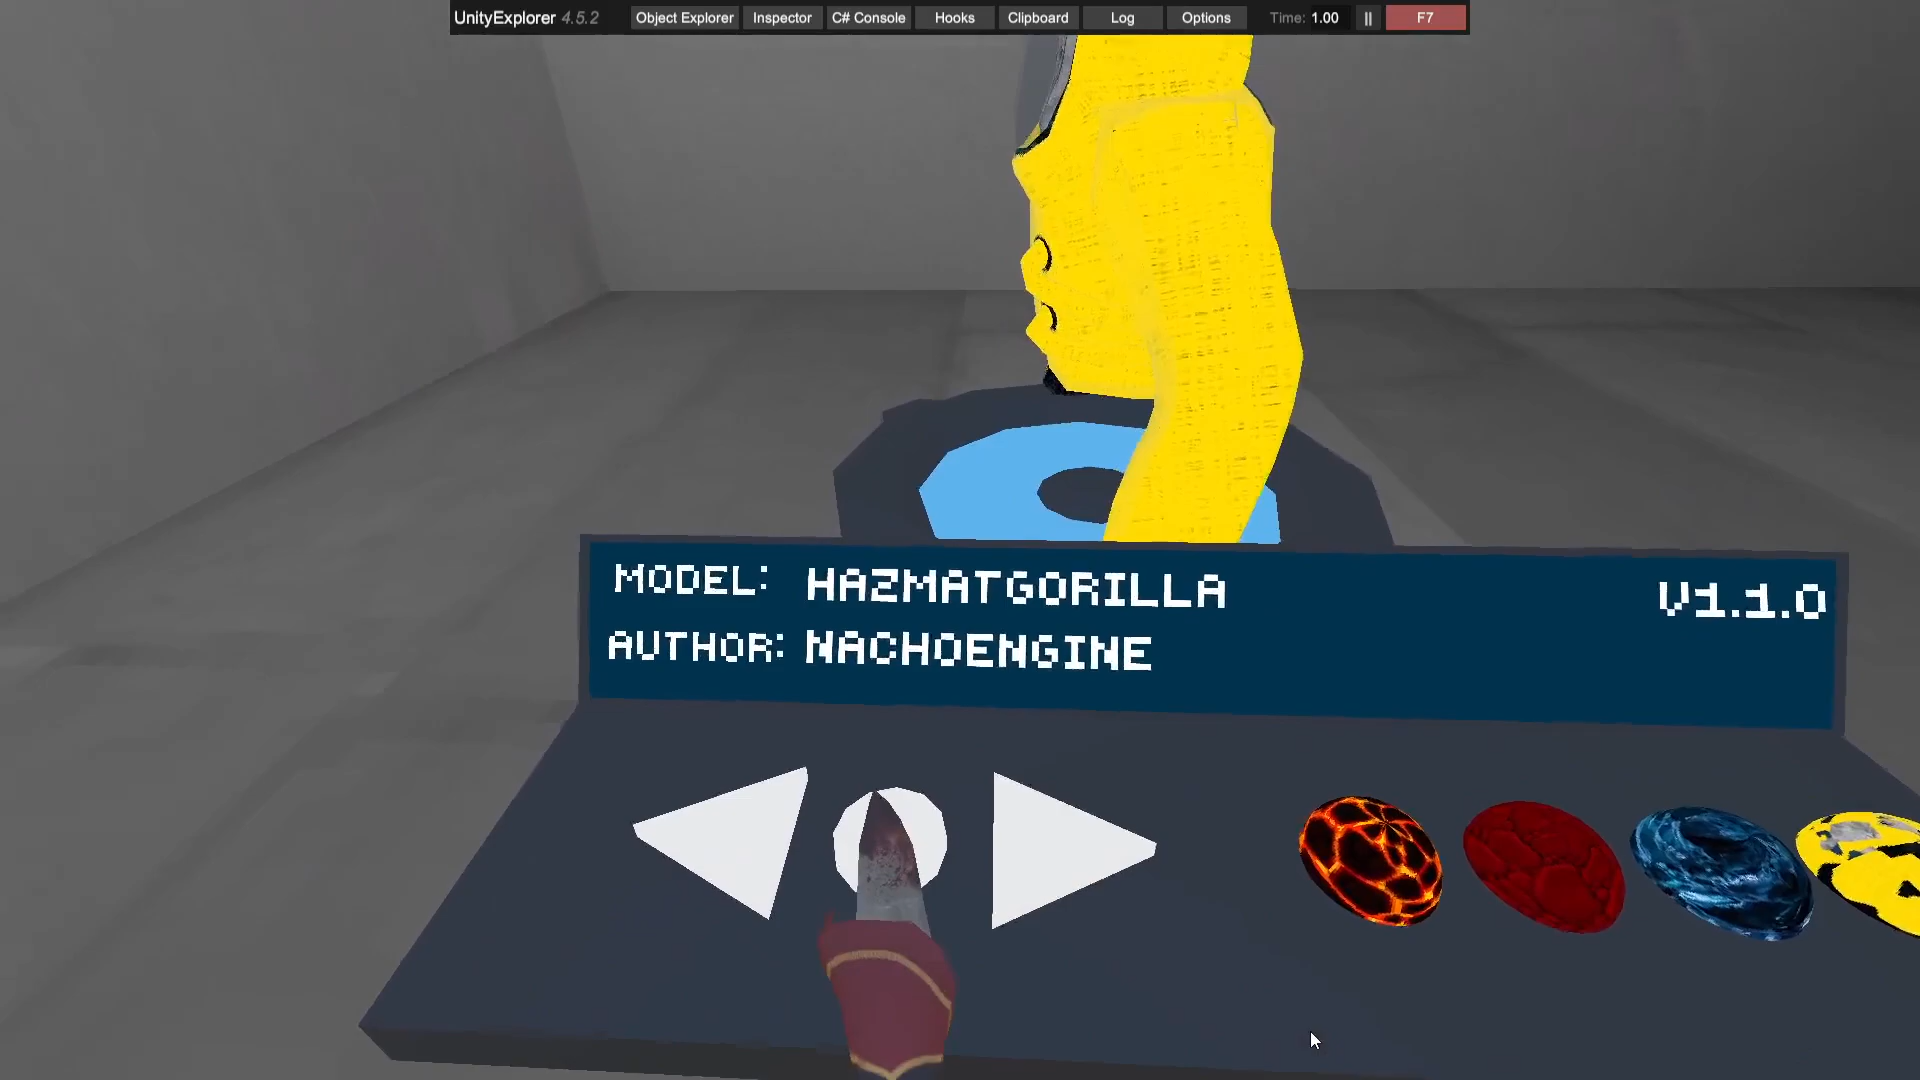 UnityExplorer 4.5.2 Object Explorer Inspector C# Console Hooks Clipboard Log Options Time: 1.00 || F7
MODEL: HAZMATGORILLA V1.1.0
AUTHOR: NACHOENGINE